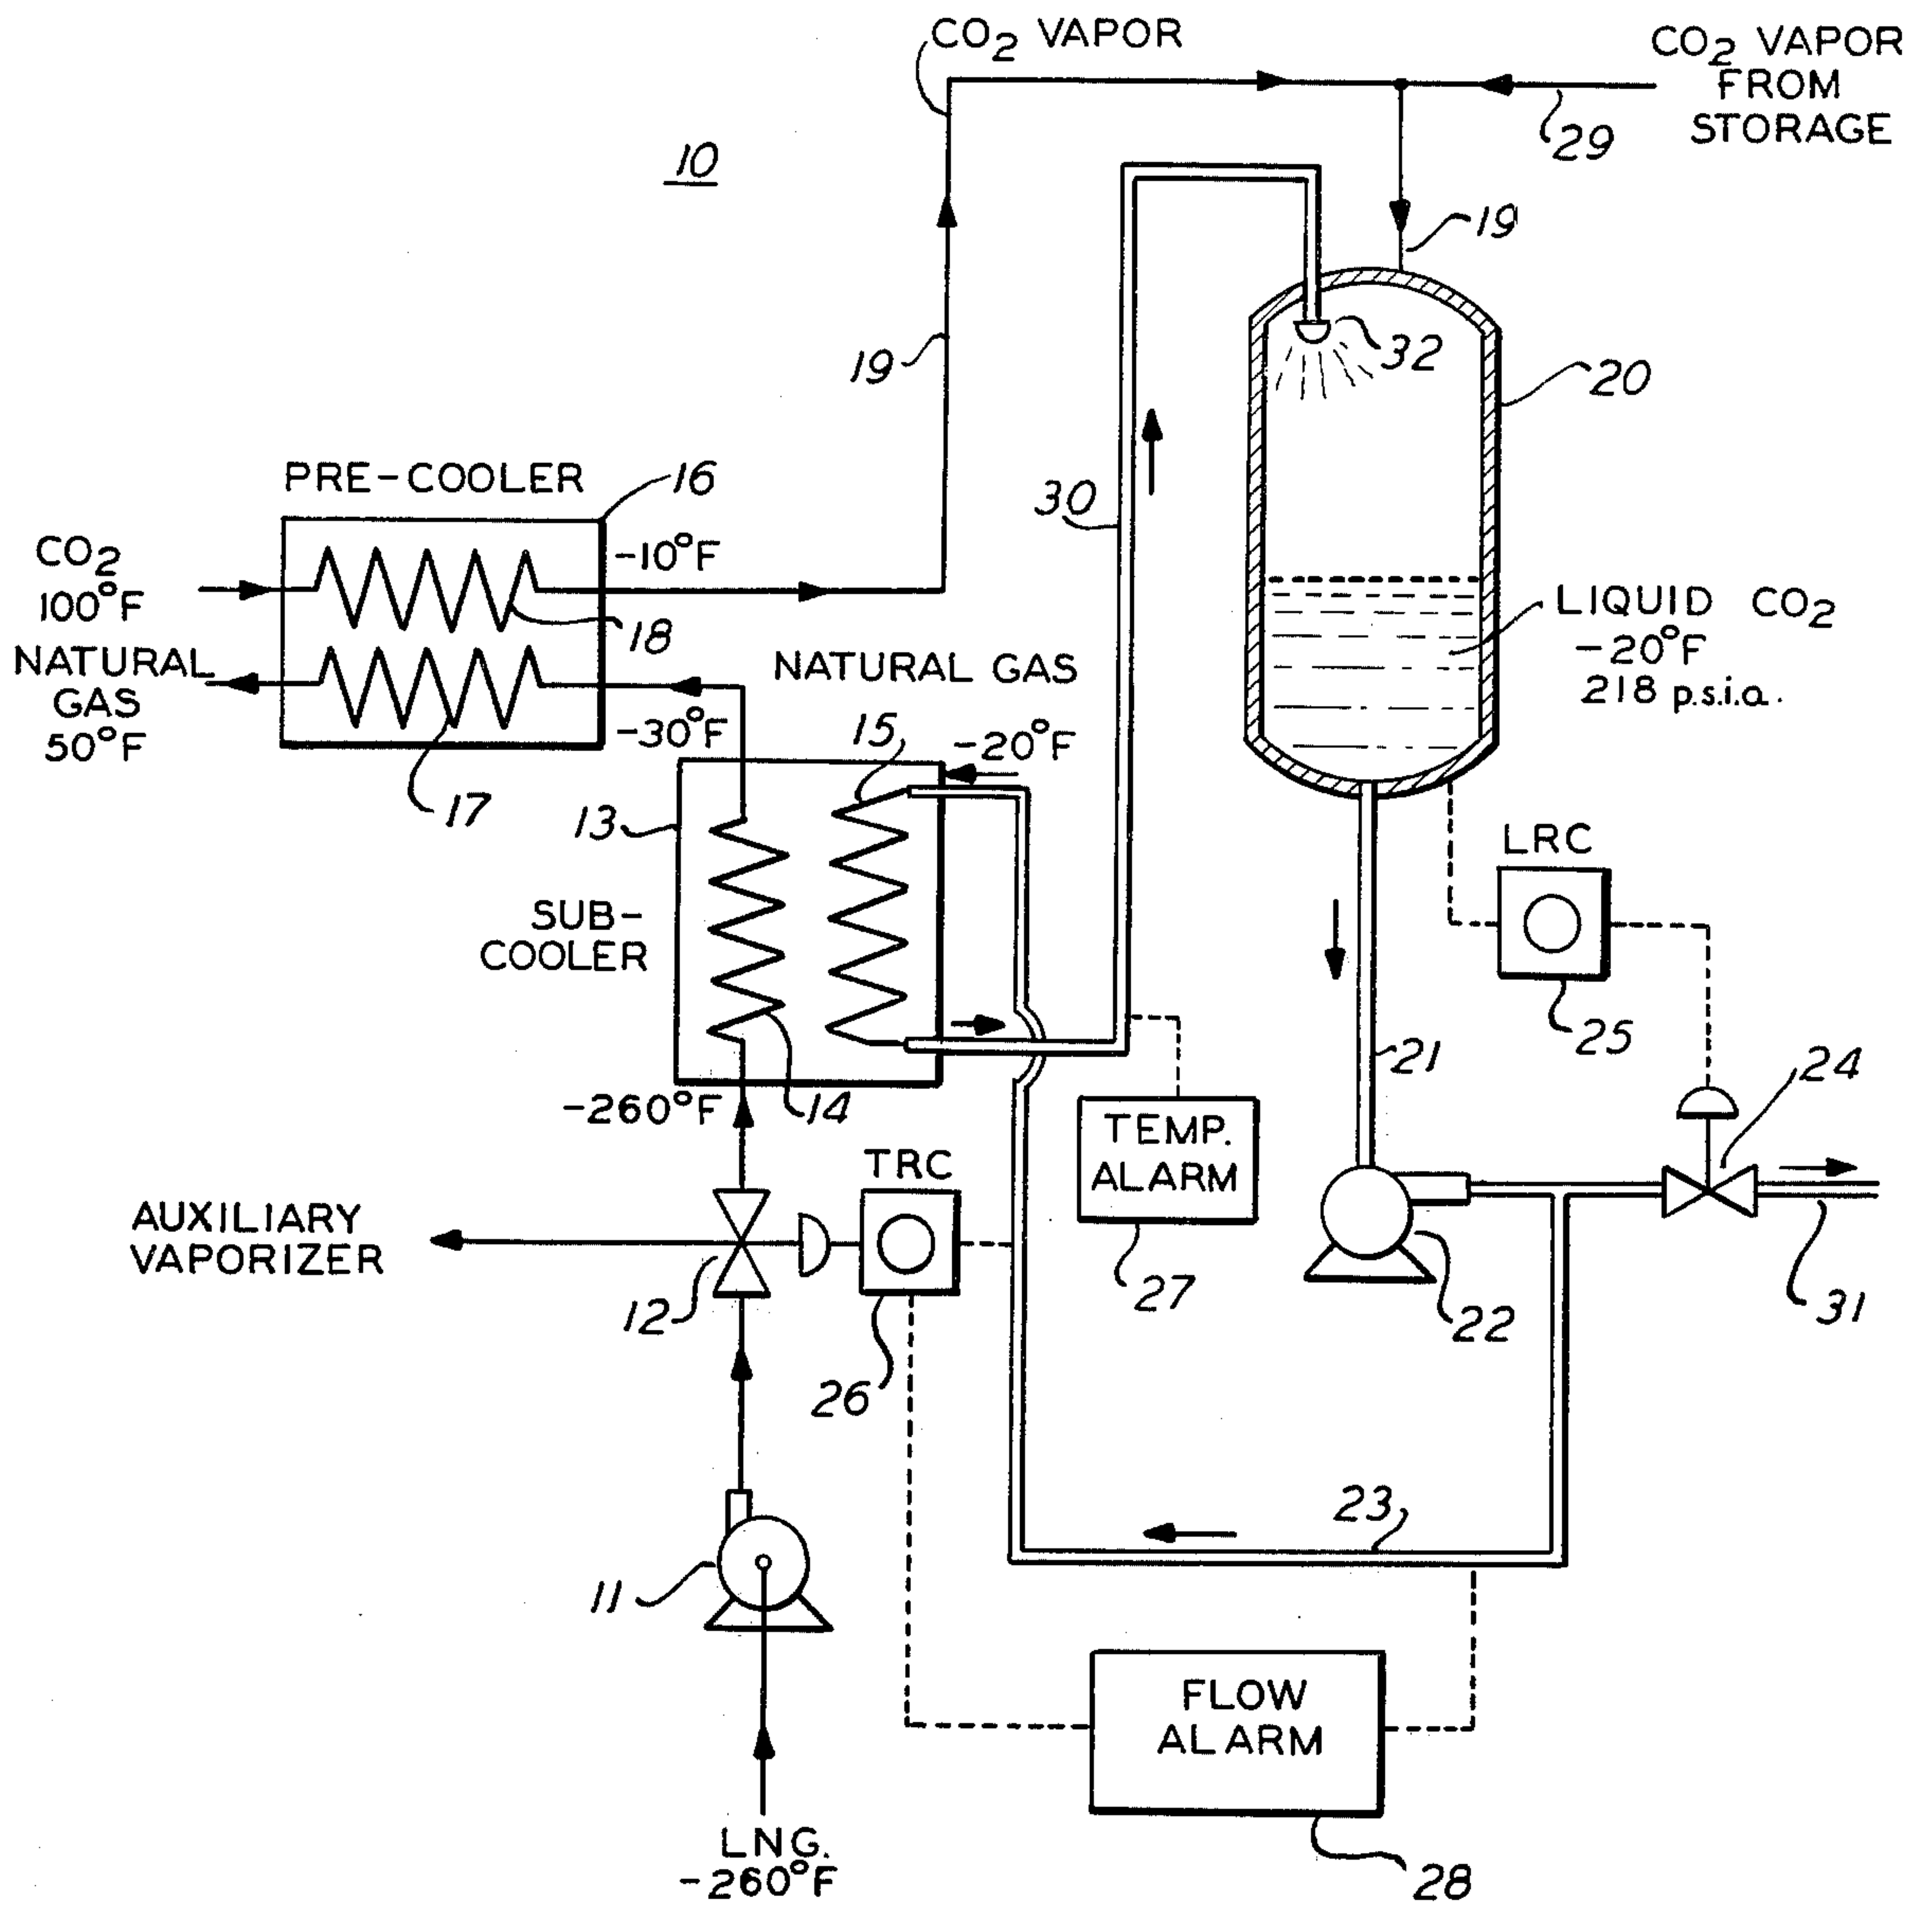 CO2 VAPOR
CO2 VAPOR
FROM
STORAGE
29
10
19
19
32
20
PRE-COOLER
16
30
CO2
100°F
-10°F
18
NATURAL
GAS
50°F
NATURAL GAS
-30°F
17
LIQUID CO2
-20°F
218 p.s.i.a.
15
-20°F
13
LRC
SUB-
COOLER
25
21
24
-260°F
14
TEMP.
ALARM
TRC
AUXILIARY
VAPORIZER
12
27
22
31
26
23
11
FLOW
ALARM
LNG.
-260°F
28